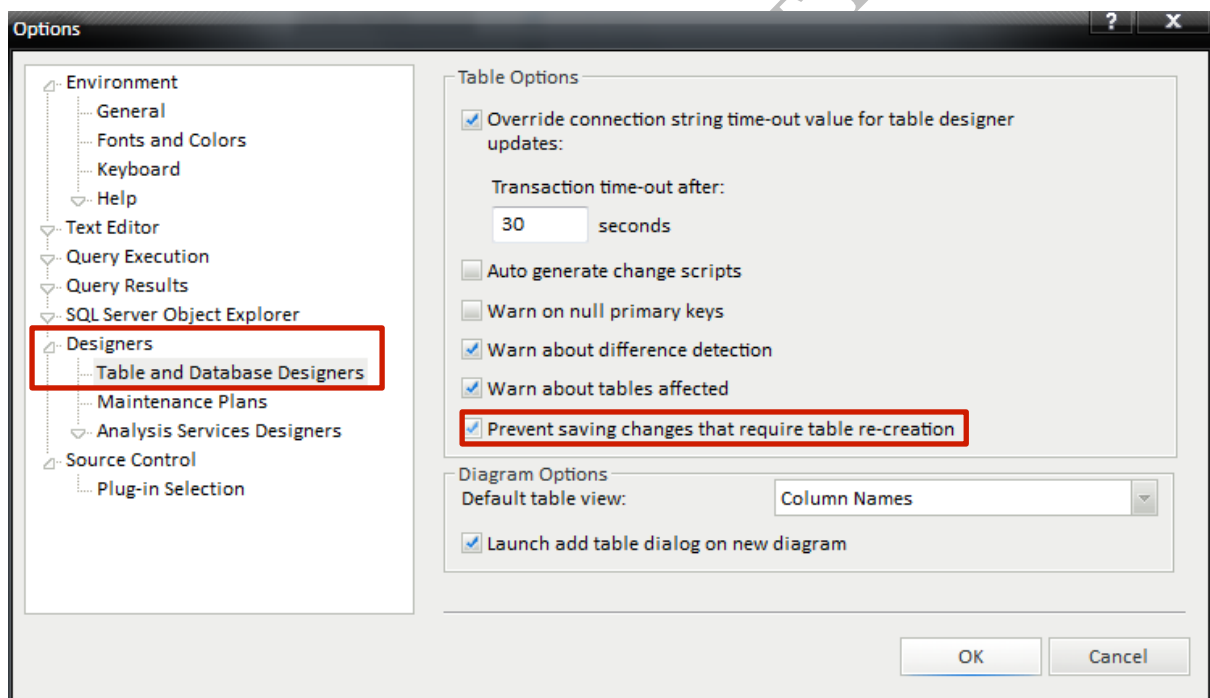 Options
? X
Environment
General
Fonts and Colors
Keyboard
Help
Text Editor
Query Execution
Query Results
SQL Server Object Explorer
Designers
Table and Database Designers
Maintenance Plans
Analysis Services Designers
Source Control
Plug-in Selection
Table Options
Override connection string time-out value for table designer
updates:
Transaction time-out after:
30 seconds
Auto generate change scripts
Warn on null primary keys
Warn about difference detection
Warn about tables affected
Prevent saving changes that require table re-creation
Diagram Options
Default table view: Column Names
Launch add table dialog on new diagram
OK Cancel